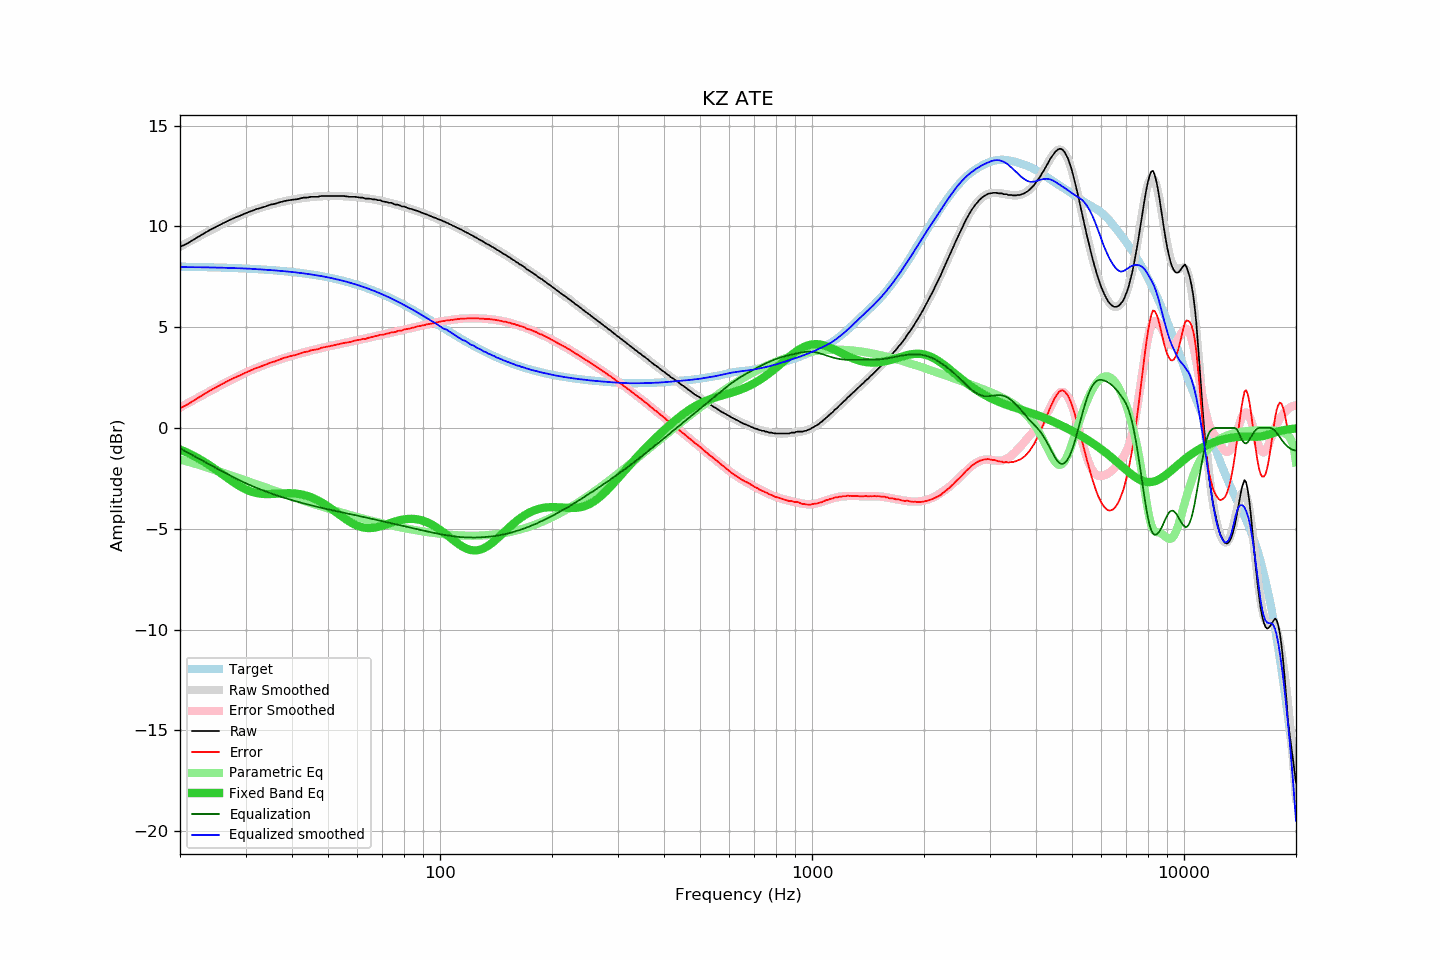 KZ ATE
15
10
5
0
−5
−10
−15
−20
Amplitude (dBr)
Target
Raw Smoothed
Error Smoothed
Raw
Error
Parametric Eq
Fixed Band Eq
Equalization
Equalized smoothed
100
1000
10000
Frequency (Hz)